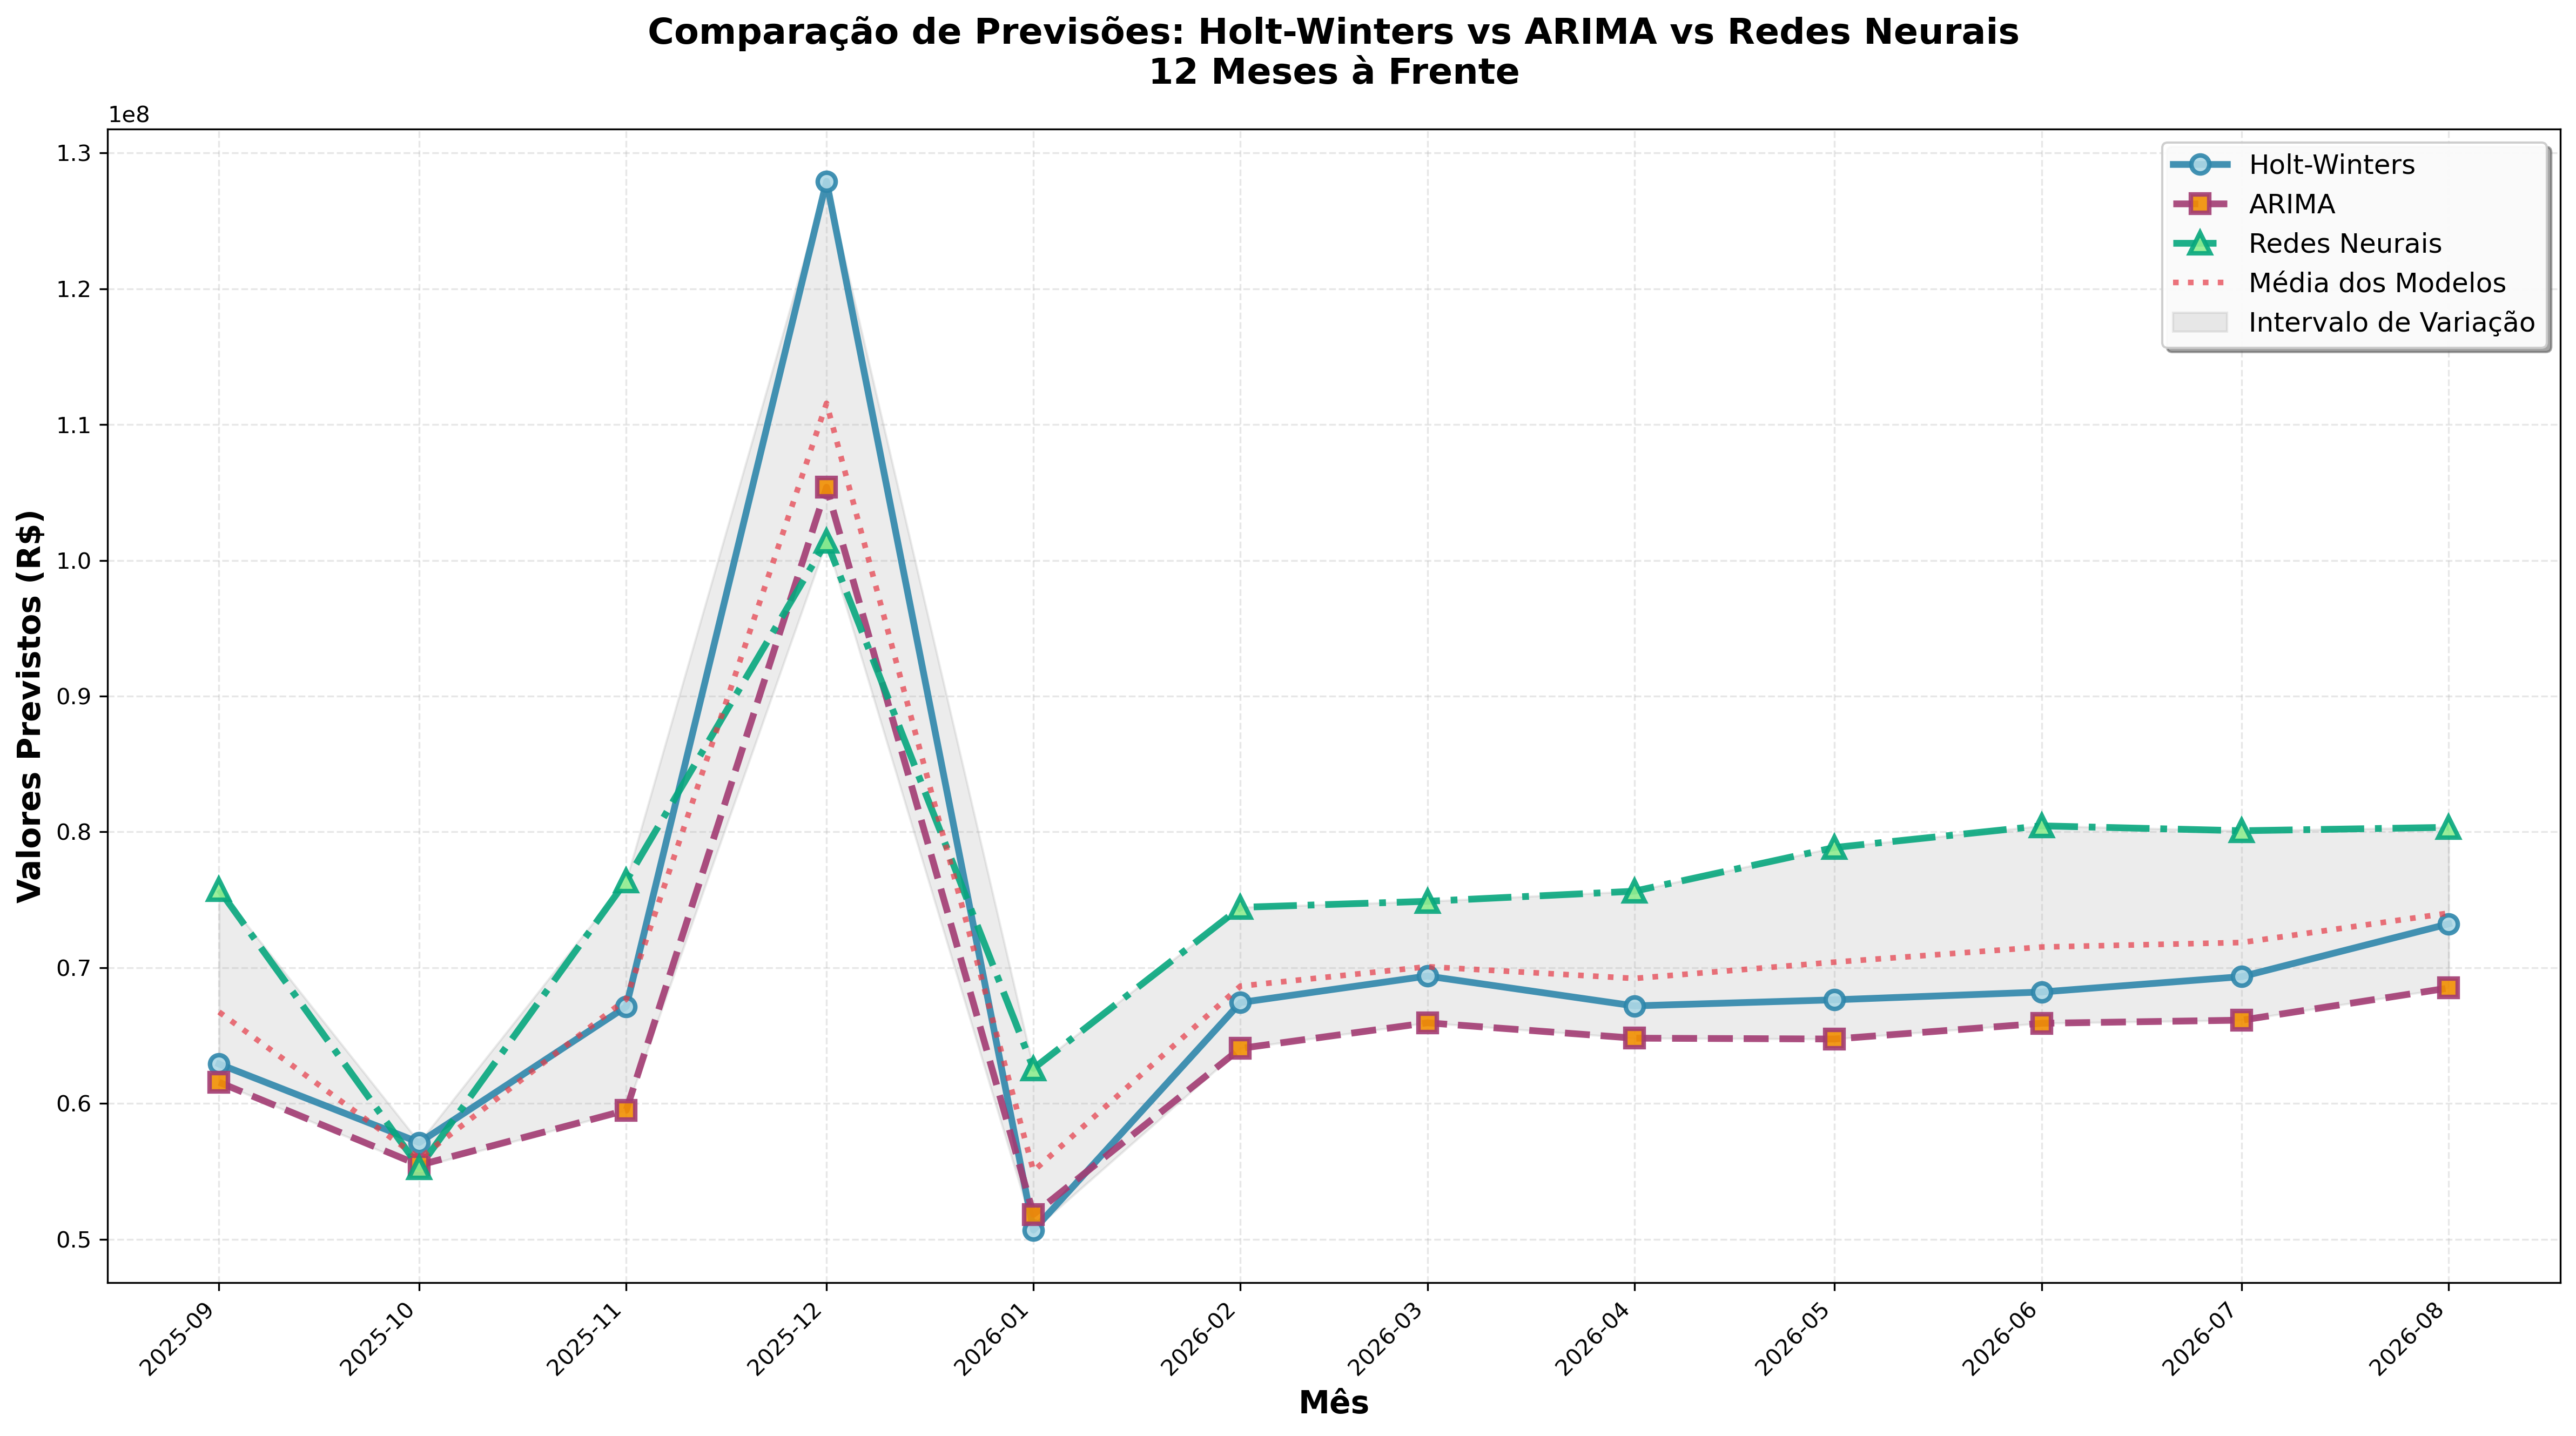 Comparação de Previsões: Holt-Winters vs ARIMA vs Redes Neurais
12 Meses à Frente
1e8
1.3
1.2
1.1
1.0
0.9
0.8
0.7
0.6
0.5
Valores Previstos (R$)
Holt-Winters
ARIMA
Redes Neurais
Média dos Modelos
Intervalo de Variação
2025-09
2025-10
2025-11
2025-12
2026-01
2026-02
2026-03
2026-04
2026-05
2026-06
2026-07
2026-08
Mês